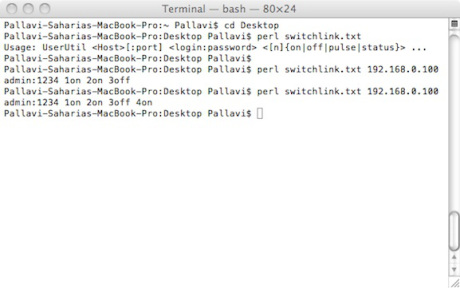 Terminal — bash — 80×24
Pallavi-Saharias-MacBook-Pro:~ Pallavi$ cd Desktop
Pallavi-Saharias-MacBook-Pro:Desktop Pallavi$ perl switchlink.txt
Usage: UserUtil <Host>[:port] <login:password> <[n]{on|off|pulse|status}> ...
Pallavi-Saharias-MacBook-Pro:Desktop Pallavi$
Pallavi-Saharias-MacBook-Pro:Desktop Pallavi$ perl switchlink.txt 192.168.0.100
admin:1234 1on 2on 3off
Pallavi-Saharias-MacBook-Pro:Desktop Pallavi$ perl switchlink.txt 192.168.0.100
admin:1234 1on 2on 3off 4on
Pallavi-Saharias-MacBook-Pro:Desktop Pallavi$